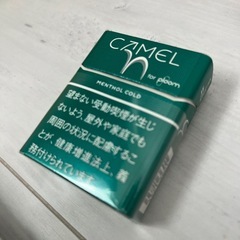 CAMEL
for ploom
MENTHOL COLD
望まない受動喫煙が生じ
ないよう、屋外や家庭でも
周囲の状況に配慮するこ
とが、健康増進法上、義
務付けられています。